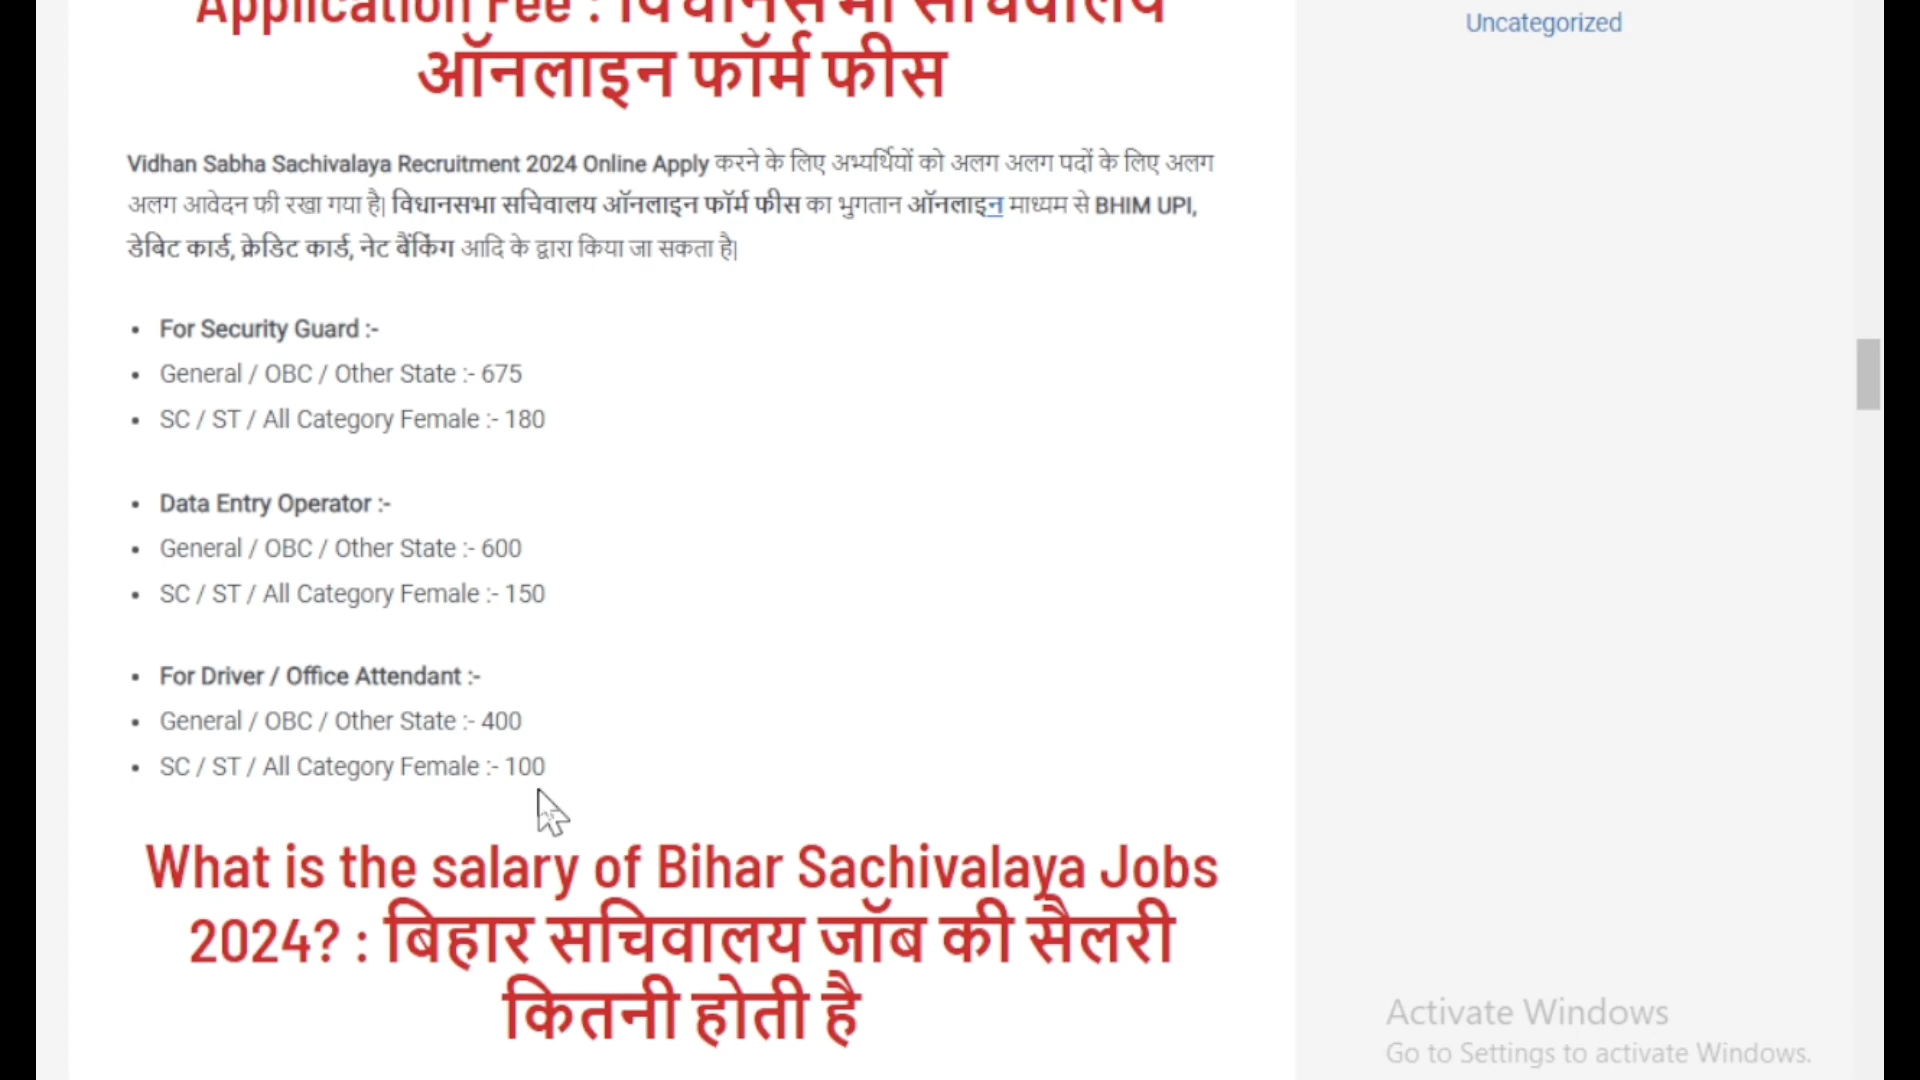 Application Fee : विधानसभा सचिवालय
ऑनलाइन फॉर्म फीस
Uncategorized
Vidhan Sabha Sachivalaya Recruitment 2024 Online Apply करने के लिए अभ्यर्थियों को अलग अलग पदों के लिए अलग
अलग आवेदन फी रखा गया है| विधानसभा सचिवालय ऑनलाइन फॉर्म फीस का भुगतान ऑनलाइन माध्यम से BHIM UPI,
डेबिट कार्ड, क्रेडिट कार्ड, नेट बैंकिंग आदि के द्वारा किया जा सकता है|
• For Security Guard :-
• General / OBC / Other State :- 675
• SC / ST / All Category Female :- 180
• Data Entry Operator :-
• General / OBC / Other State :- 600
• SC / ST / All Category Female :- 150
• For Driver / Office Attendant :-
• General / OBC / Other State :- 400
• SC / ST / All Category Female :- 100
What is the salary of Bihar Sachivalaya Jobs
2024? : बिहार सचिवालय जॉब की सैलरी
कितनी होती है
Activate Windows
Go to Settings to activate Windows.